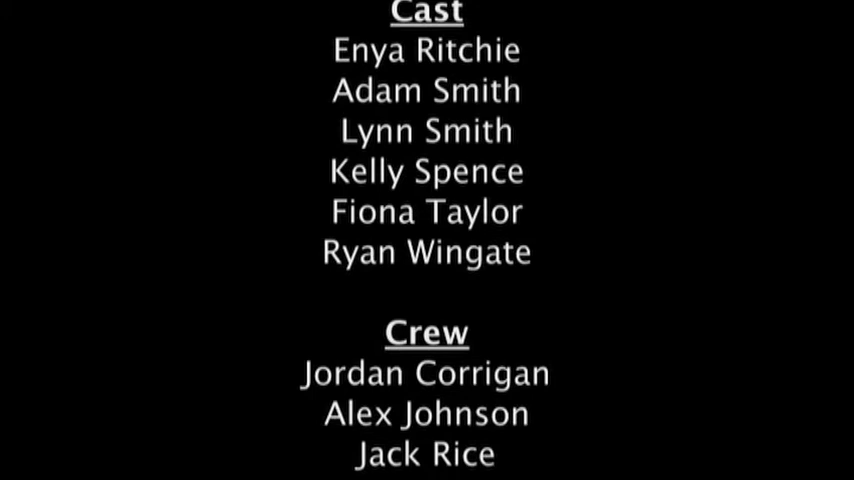 Cast
Enya Ritchie
Adam Smith
Lynn Smith
Kelly Spence
Fiona Taylor
Ryan Wingate
Crew
Jordan Corrigan
Alex Johnson
Jack Rice